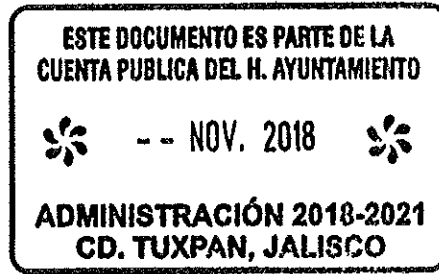 ESTE DOCUMENTO ES PARTE DE LA
CUENTA PUBLICA DEL H. AYUNTAMIENTO
-- NOV. 2018
ADMINISTRACIÓN 2018-2021
CD. TUXPAN, JALISCO